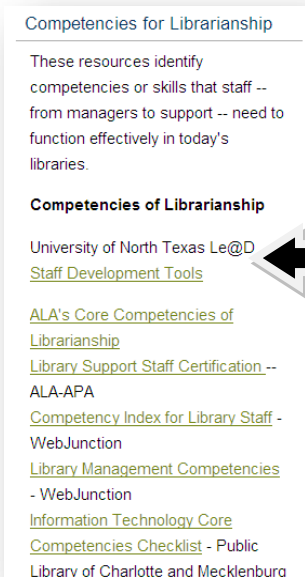 Competencies for Librarianship
These resources identify
competencies or skills that staff --
from managers to support -- need to
function effectively in today's
libraries.
Competencies of Librarianship
University of North Texas Le@D
Staff Development Tools
ALA's Core Competencies of
Librarianship
Library Support Staff Certification --
ALA-APA
Competency Index for Library Staff -
WebJunction
Library Management Competencies
- WebJunction
Information Technology Core
Competencies Checklist - Public
Library of Charlotte and Mecklenburg